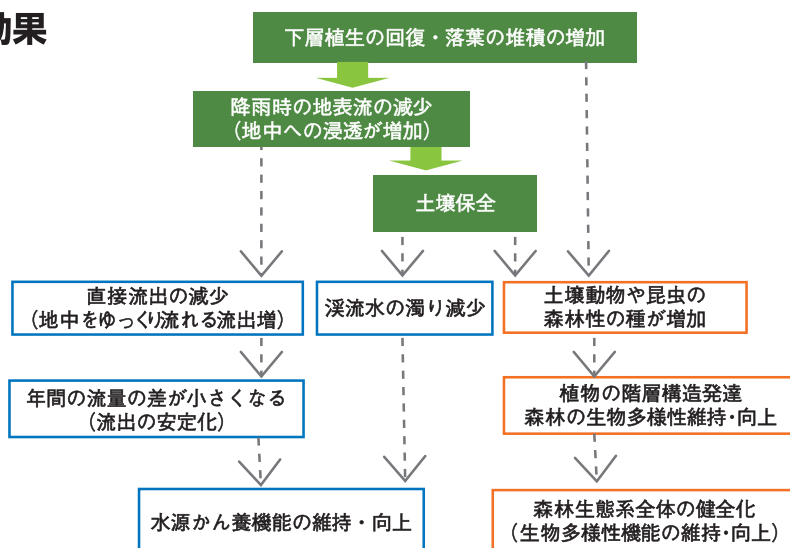 効果
下層植生の回復・落葉の堆積の増加
降雨時の地表流の減少
(地中への浸透が増加)
土壌保全
直接流出の減少
(地中をゆっくり流れる流出増)
渓流水の濁り減少
土壌動物や昆虫の
森林性の種が増加
年間の流量の差が小さくなる
(流出の安定化)
植物の階層構造発達
森林の生物多様性維持・向上
水源かん養機能の維持・向上
森林生態系全体の健全化
(生物多様性機能の維持・向上)